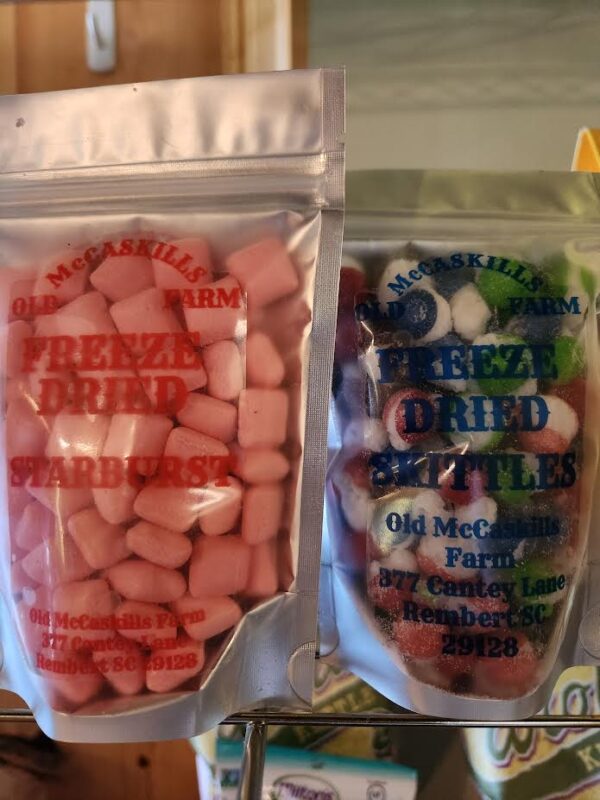 McCASKILLS
OLD FARM
FREEZE
DRIED
STARBURST
Old McCaskills Farm
377 Cantey Lane
Rembert SC 29128
McCASKILLS
OLD FARM
FREEZE
DRIED
SKITTLES
Old McCaskills
Farm
377 Cantey Lane
Rembert SC
29128